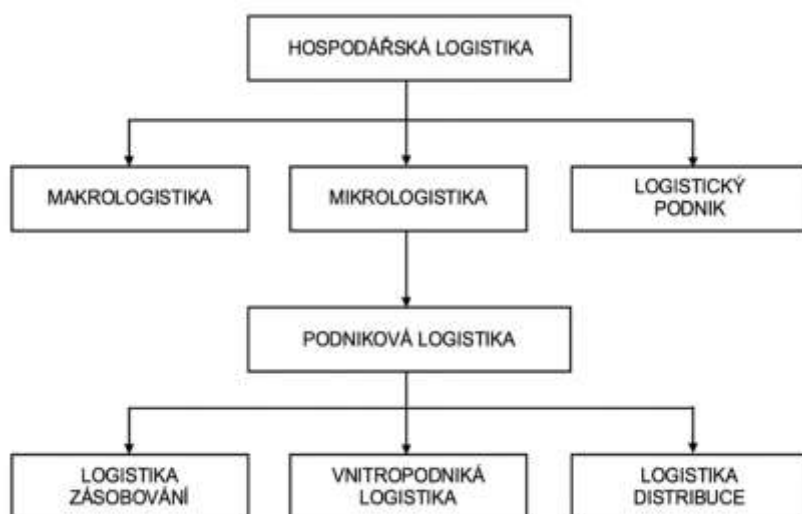 HOSPODÁŘSKÁ LOGISTIKA
MAKROLOGISTIKA
MIKROLOGISTIKA
LOGISTICKÝ
PODNIK
PODNIKOVÁ LOGISTIKA
LOGISTIKA
ZÁSOBOVÁNÍ
VNITROPODNIKÁ
LOGISTIKA
LOGISTIKA
DISTRIBUCE